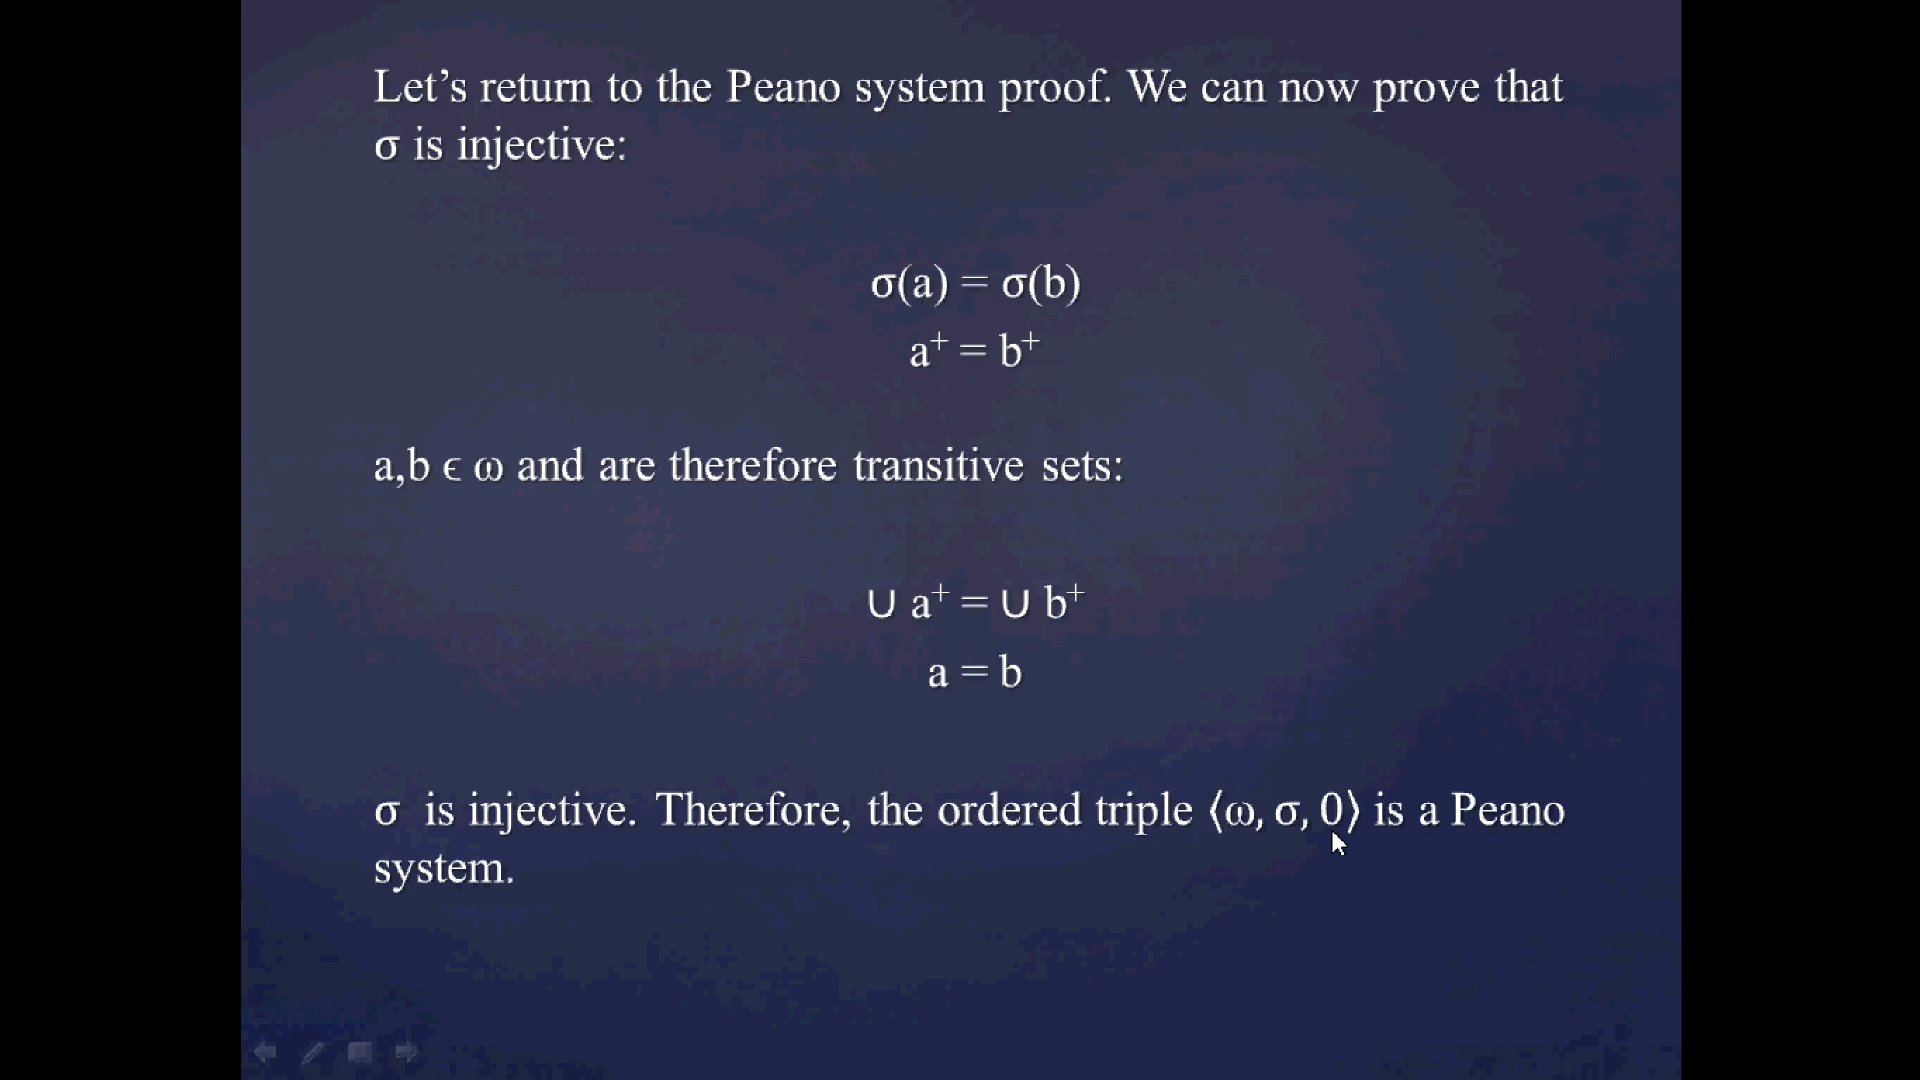 Let’s return to the Peano system proof. We can now prove that
σ is injective:
σ(a) = σ(b)
a⁺ = b⁺
a,b ϵ ω and are therefore transitive sets:
∪ a⁺ = ∪ b⁺
a = b
σ is injective. Therefore, the ordered triple ⟨ω, σ, 0⟩ is a Peano
system.